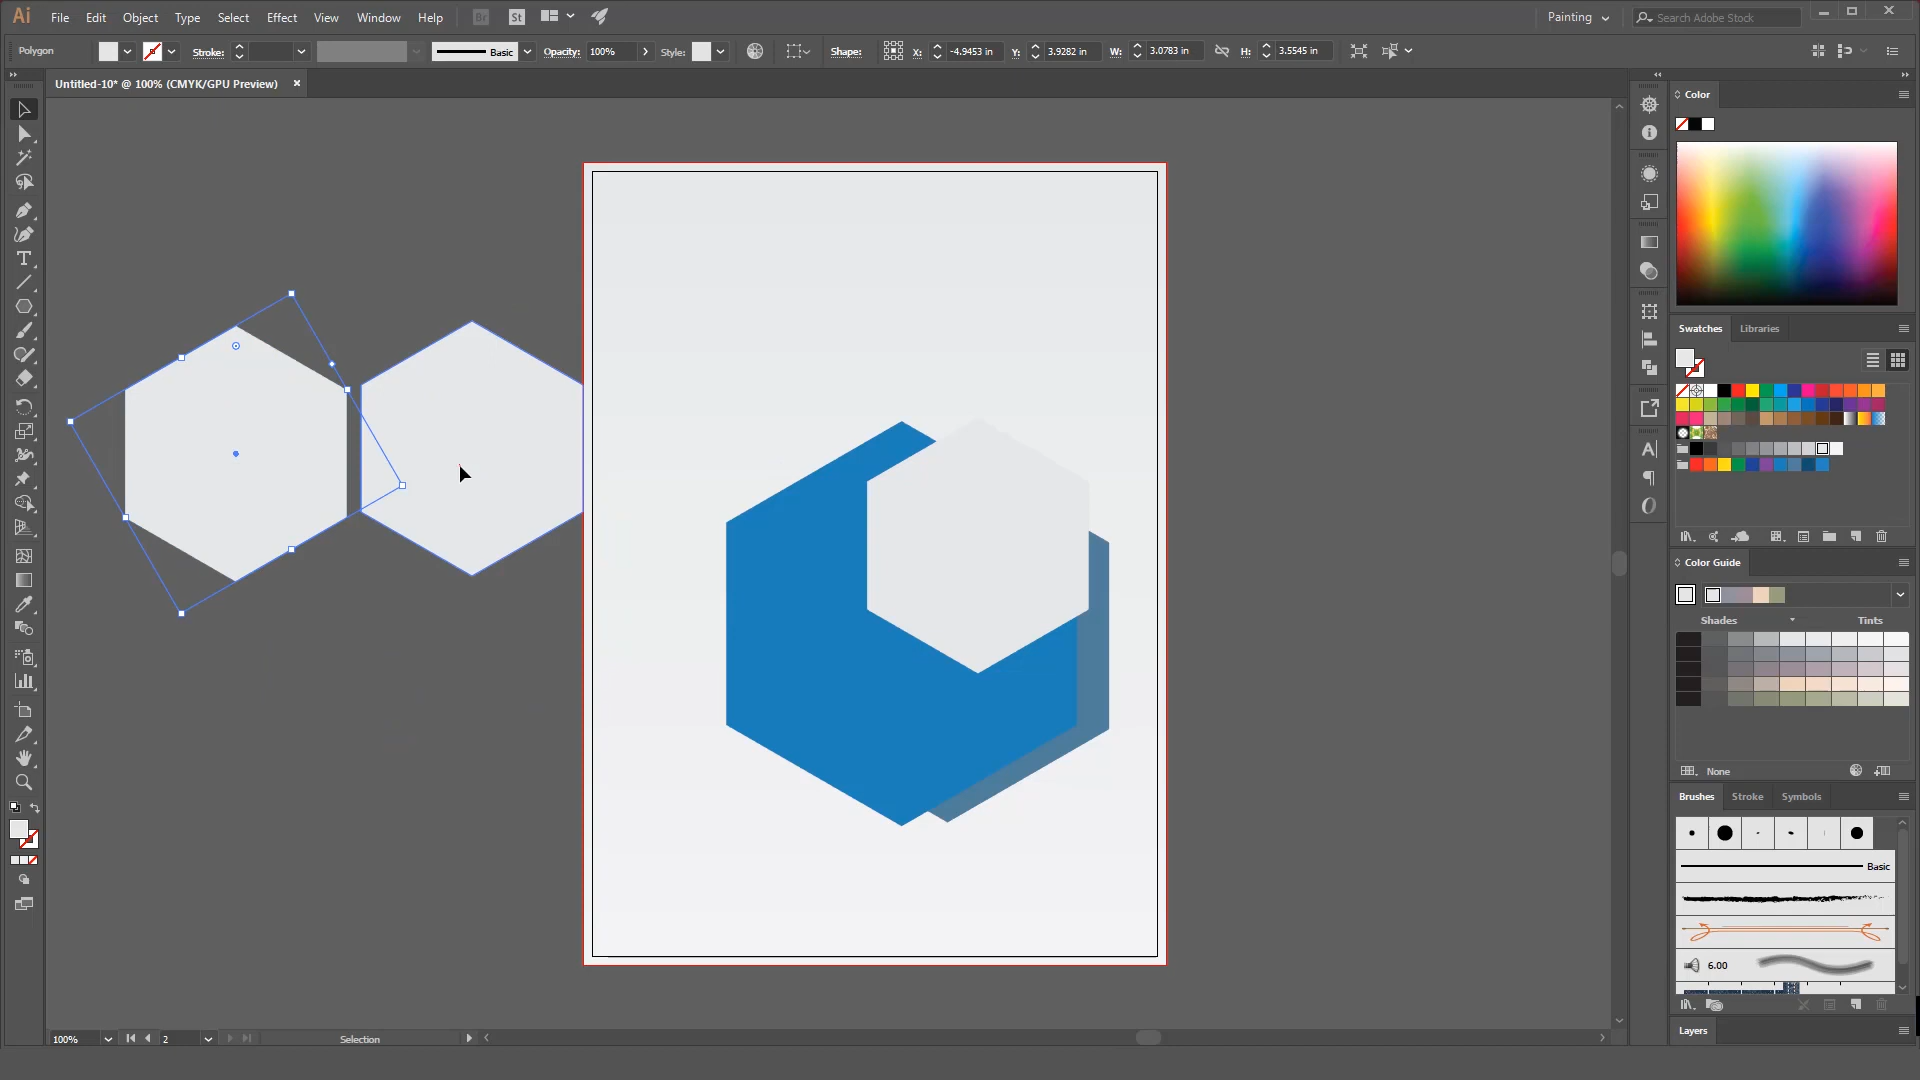 Ai File Edit Object Type Select Effect View Window Help Br St Painting Search Adobe Stock
Polygon Stroke: Basic Opacity: 100% Style: Shape: X: -4.9453 in Y: 3.9282 in W: 3.0783 in H: 3.5545 in
Untitled-10* @ 100% (CMYK/GPU Preview) ×
Color
Swatches Libraries
Color Guide
Shades Tints
None
Brushes Stroke Symbols
Basic
6.00
Layers
100% 2 Selection